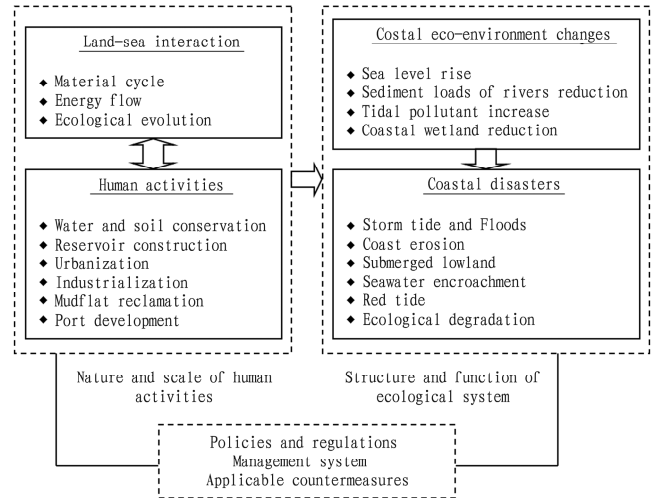 Land-sea interaction
◆ Material cycle
◆ Energy flow
◆ Ecological evolution
Human activities
◆ Water and soil conservation
◆ Reservoir construction
◆ Urbanization
◆ Industrialization
◆ Mudflat reclamation
◆ Port development
Costal eco-environment changes
◆ Sea level rise
◆ Sediment loads of rivers reduction
◆ Tidal pollutant increase
◆ Coastal wetland reduction
Coastal disasters
◆ Storm tide and Floods
◆ Coast erosion
◆ Submerged lowland
◆ Seawater encroachment
◆ Red tide
◆ Ecological degradation
Nature and scale of human
activities
Structure and function of
ecological system
Policies and regulations
Management system
Applicable countermeasures